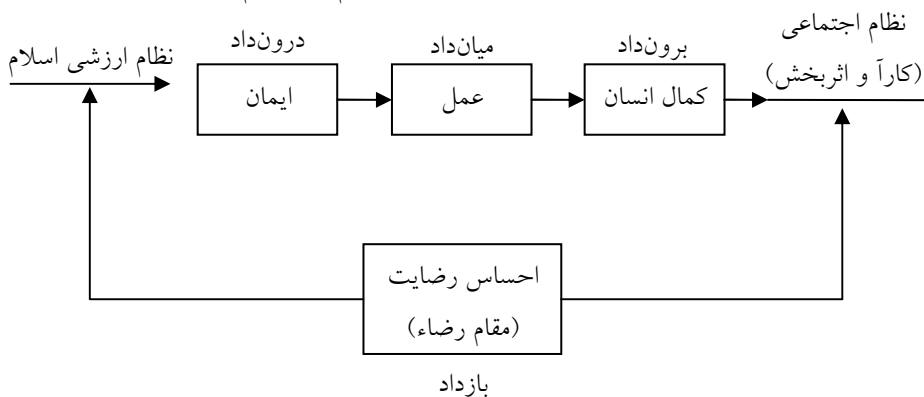 نظام اجتماعی
(کارآ و اثربخش)
برون‌داد
میان‌داد
درون‌داد
نظام ارزشی اسلام
کمال انسان
عمل
ایمان
احساس رضایت
(مقام رضاء)
بازداد